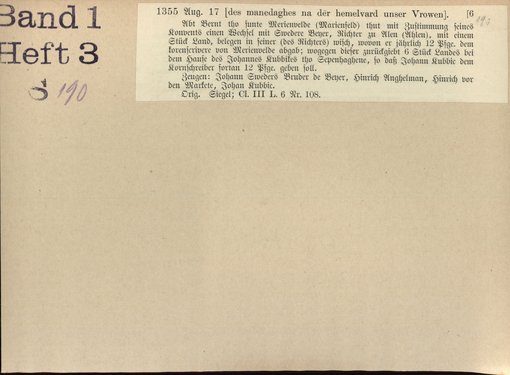 Band 1
Heft 3
S 190
1355 Aug. 17 [des manedaghes na der hemelvard unser Vrowen]. [6
193
Abt Bernt tho sunte Merienvelde (Marienfeld) thut mit Zustimmung seines
Konvents einen Wechsel mit Swedere Beyer, Richter zu Alen (Ahlen), mit einem
Stück Land, belegen in seiner (des Richters) wisch, wovon er jährlich 12 Pfge. dem
korenscrivere von Merievelde abgab; wogegen dieser zurückgiebt 6 Stück Landes bei
dem Hause des Johannes Kubbikes tho Sepenhaghene, so daß Johann Kubbic dem
Kornschreiber fortan 12 Pfge. geben soll.
Zeugen: Johann Sweders Bruder de Beyer, Hinrich Anghelman, Hinrich vor
den Markete, Johan Kubbic.
Orig. Siegel; Cl. III L. 6 Nr. 108.